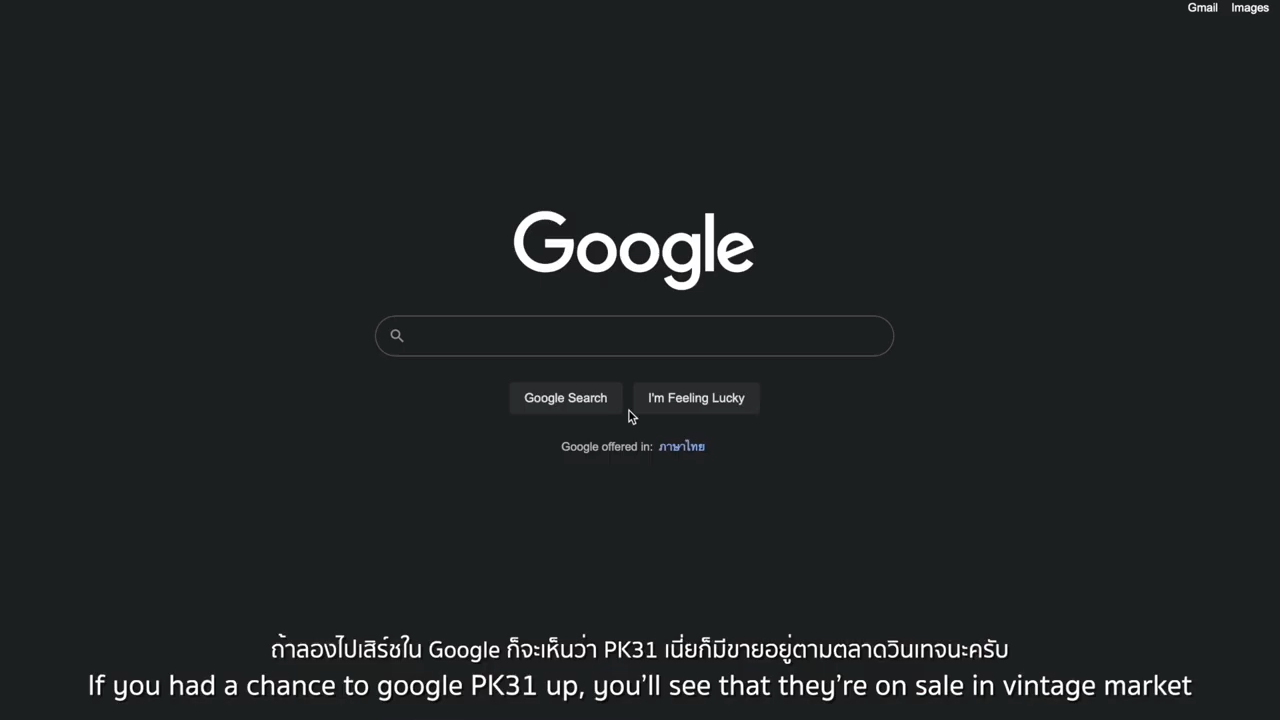 Gmail Images
Google
Google Search I'm Feeling Lucky
Google offered in: ภาษาไทย
ถ้าลองไปเสิร์ชใน Google ก็จะเห็นว่า PK31 เนี่ยก็มีขายอยู่ตามตลาดวินเทจนะครับ
If you had a chance to google PK31 up, you’ll see that they’re on sale in vintage market